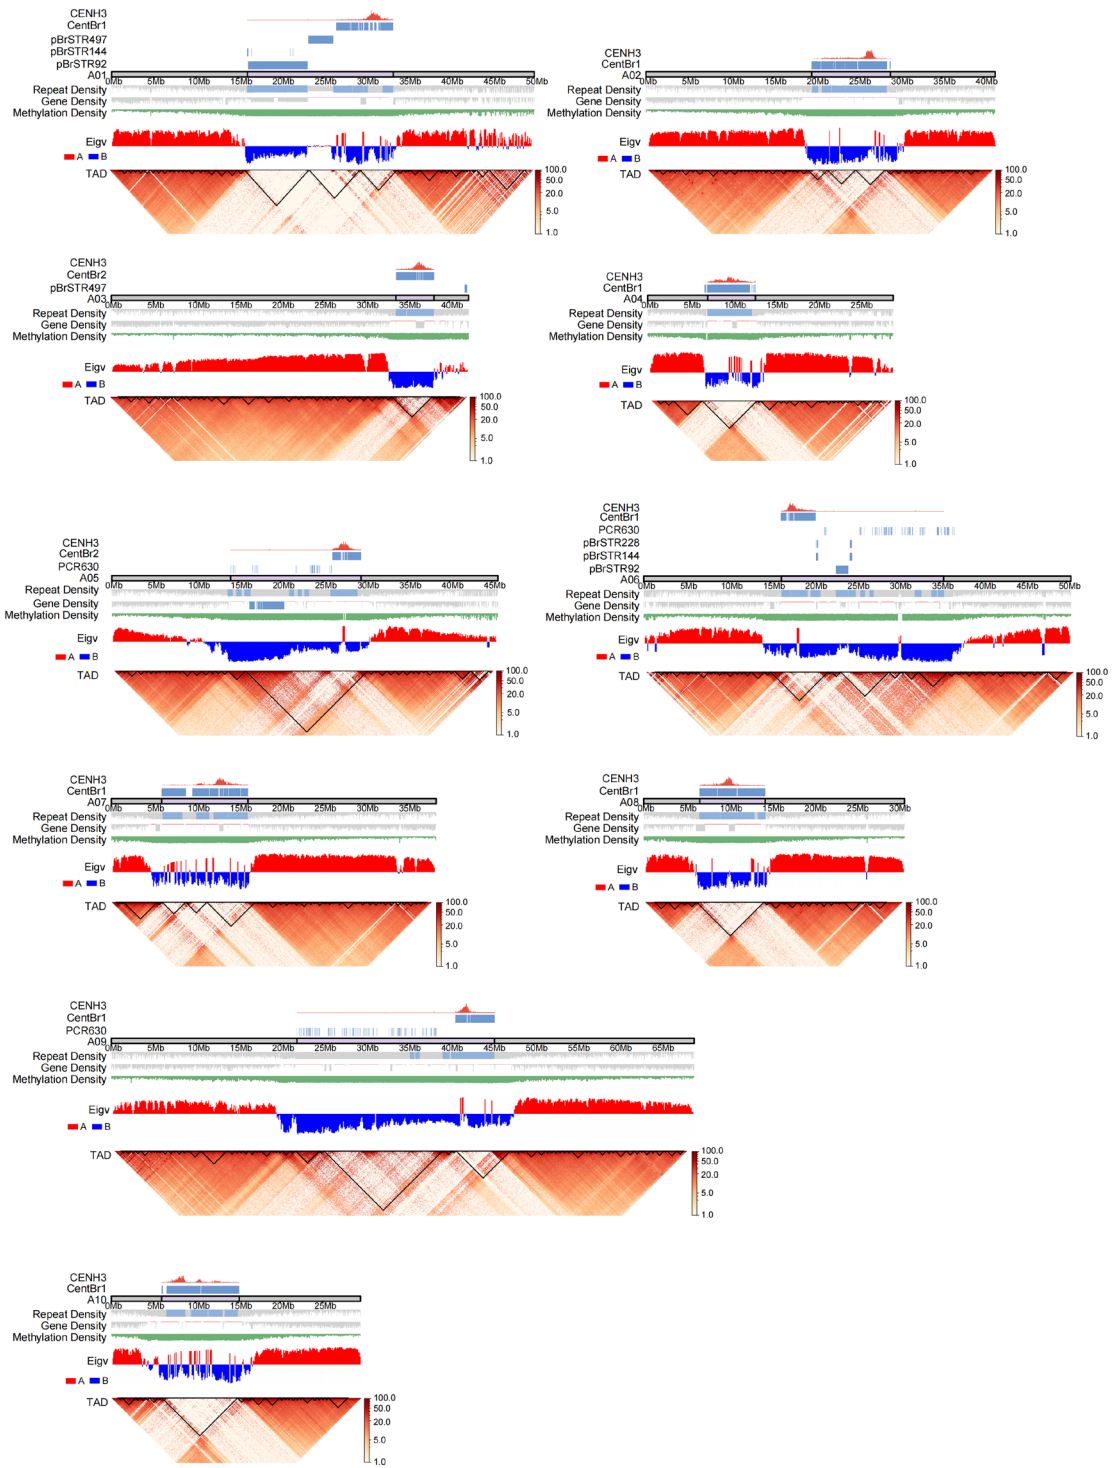 CENH3
CentBr1
pBrSTR497
pBrSTR144
pBrSTR92
A01
0Mb 5Mb 10Mb 15Mb 20Mb 25Mb 30Mb 35Mb 40Mb 45Mb 50Mb
Repeat Density
Gene Density
Methylation Density
Eigv
A B
TAD
100.0
50.0
20.0
5.0
1.0
CENH3
CentBr1
A02
0Mb 5Mb 10Mb 15Mb 20Mb 25Mb 30Mb 35Mb 40Mb
Repeat Density
Gene Density
Methylation Density
Eigv
A B
TAD
100.0
50.0
20.0
5.0
1.0
CENH3
CentBr2
pBrSTR497
A03
0Mb 5Mb 10Mb 15Mb 20Mb 25Mb 30Mb 35Mb 40Mb
Repeat Density
Gene Density
Methylation Density
Eigv
A B
TAD
100.0
50.0
20.0
5.0
1.0
CENH3
CentBr1
A04
0Mb 5Mb 10Mb 15Mb 20Mb 25Mb
Repeat Density
Gene Density
Methylation Density
Eigv
A B
TAD
100.0
50.0
20.0
5.0
1.0
CENH3
CentBr2
PCR630
A05
0Mb 5Mb 10Mb 15Mb 20Mb 25Mb 30Mb 35Mb 40Mb 45Mb
Repeat Density
Gene Density
Methylation Density
Eigv
A B
TAD
100.0
50.0
20.0
5.0
1.0
CENH3
CentBr1
PCR630
pBrSTR228
pBrSTR144
pBrSTR92
A06
0Mb 5Mb 10Mb 15Mb 20Mb 25Mb 30Mb 35Mb 40Mb 45Mb 50Mb
Repeat Density
Gene Density
Methylation Density
Eigv
A B
TAD
100.0
50.0
20.0
5.0
1.0
CENH3
CentBr1
A07
0Mb 5Mb 10Mb 15Mb 20Mb 25Mb 30Mb 35Mb
Repeat Density
Gene Density
Methylation Density
Eigv
A B
TAD
100.0
50.0
20.0
5.0
1.0
CENH3
CentBr1
A08
0Mb 5Mb 10Mb 15Mb 20Mb 25Mb 30Mb
Repeat Density
Gene Density
Methylation Density
Eigv
A B
TAD
100.0
50.0
20.0
5.0
1.0
CENH3
CentBr1
PCR630
A09
0Mb 5Mb 10Mb 15Mb 20Mb 25Mb 30Mb 35Mb 40Mb 45Mb 50Mb 55Mb 60Mb 65Mb
Repeat Density
Gene Density
Methylation Density
Eigv
A B
TAD
100.0
50.0
20.0
5.0
1.0
CENH3
CentBr1
A10
0Mb 5Mb 10Mb 15Mb 20Mb 25Mb
Repeat Density
Gene Density
Methylation Density
Eigv
A B
TAD
100.0
50.0
20.0
5.0
1.0